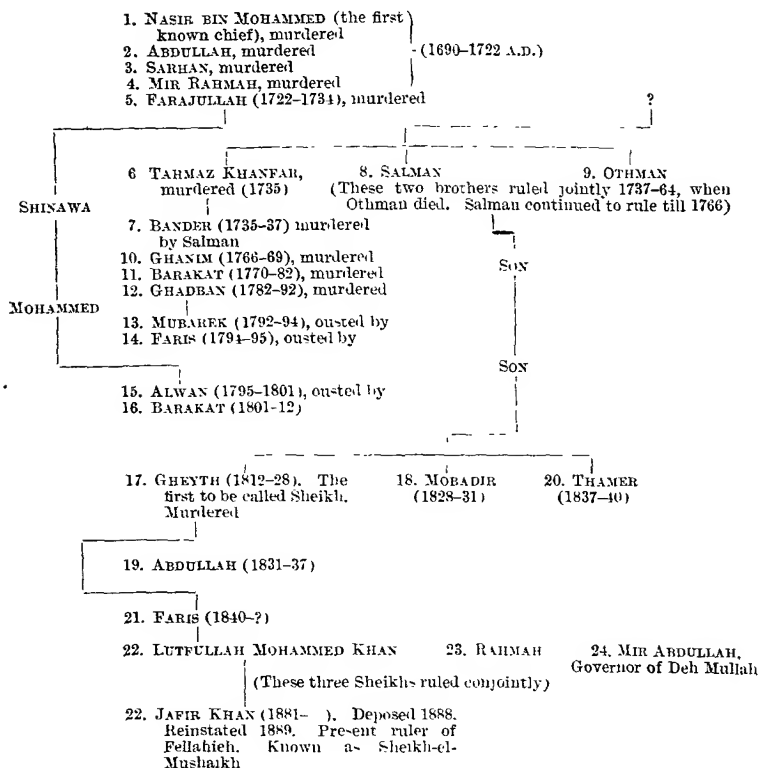 1. NASIR BIN MOHAMMED (the first
known chief), murdered
2. ABDULLAH, murdered
3. SARHAN, murdered
4. MIR RAHMAH, murdered
(1690–1722 A.D.)
5. FARAJULLAH (1722–1734), murdered
?
6 TAHMAZ KHANFAR,
murdered (1735)
8. SALMAN
9. OTHMAN
(These two brothers ruled jointly 1737–64, when
Othman died. Salman continued to rule till 1766)
SHINAWA
7. BANDER (1735–37) murdered
by Salman
10. GHANIM (1766–69), murdered
11. BARAKAT (1770–82), murdered
12. GHADBAN (1782–92), murdered
SON
MOHAMMED
13. MUBAREK (1792–94), ousted by
14. FARIS (1794–95), ousted by
SON
15. ALWAN (1795–1801), ousted by
16. BARAKAT (1801-12)
17. GHEYTH (1812–28). The
first to be called Sheikh.
Murdered
18. MOBADIR
(1828–31)
20. THAMER
(1837–40)
19. ABDULLAH (1831–37)
21. FARIS (1840–?)
22. LUTFULLAH MOHAMMED KHAN
23. RAHMAH
24. MIR ABDULLAH,
Governor of Deh Mullah
(These three Sheikhs ruled conjointly)
22. JAFIR KHAN (1881– ). Deposed 1888.
Reinstated 1889. Present ruler of
Fellahieh. Known as Sheikh-el-
Mushaikh